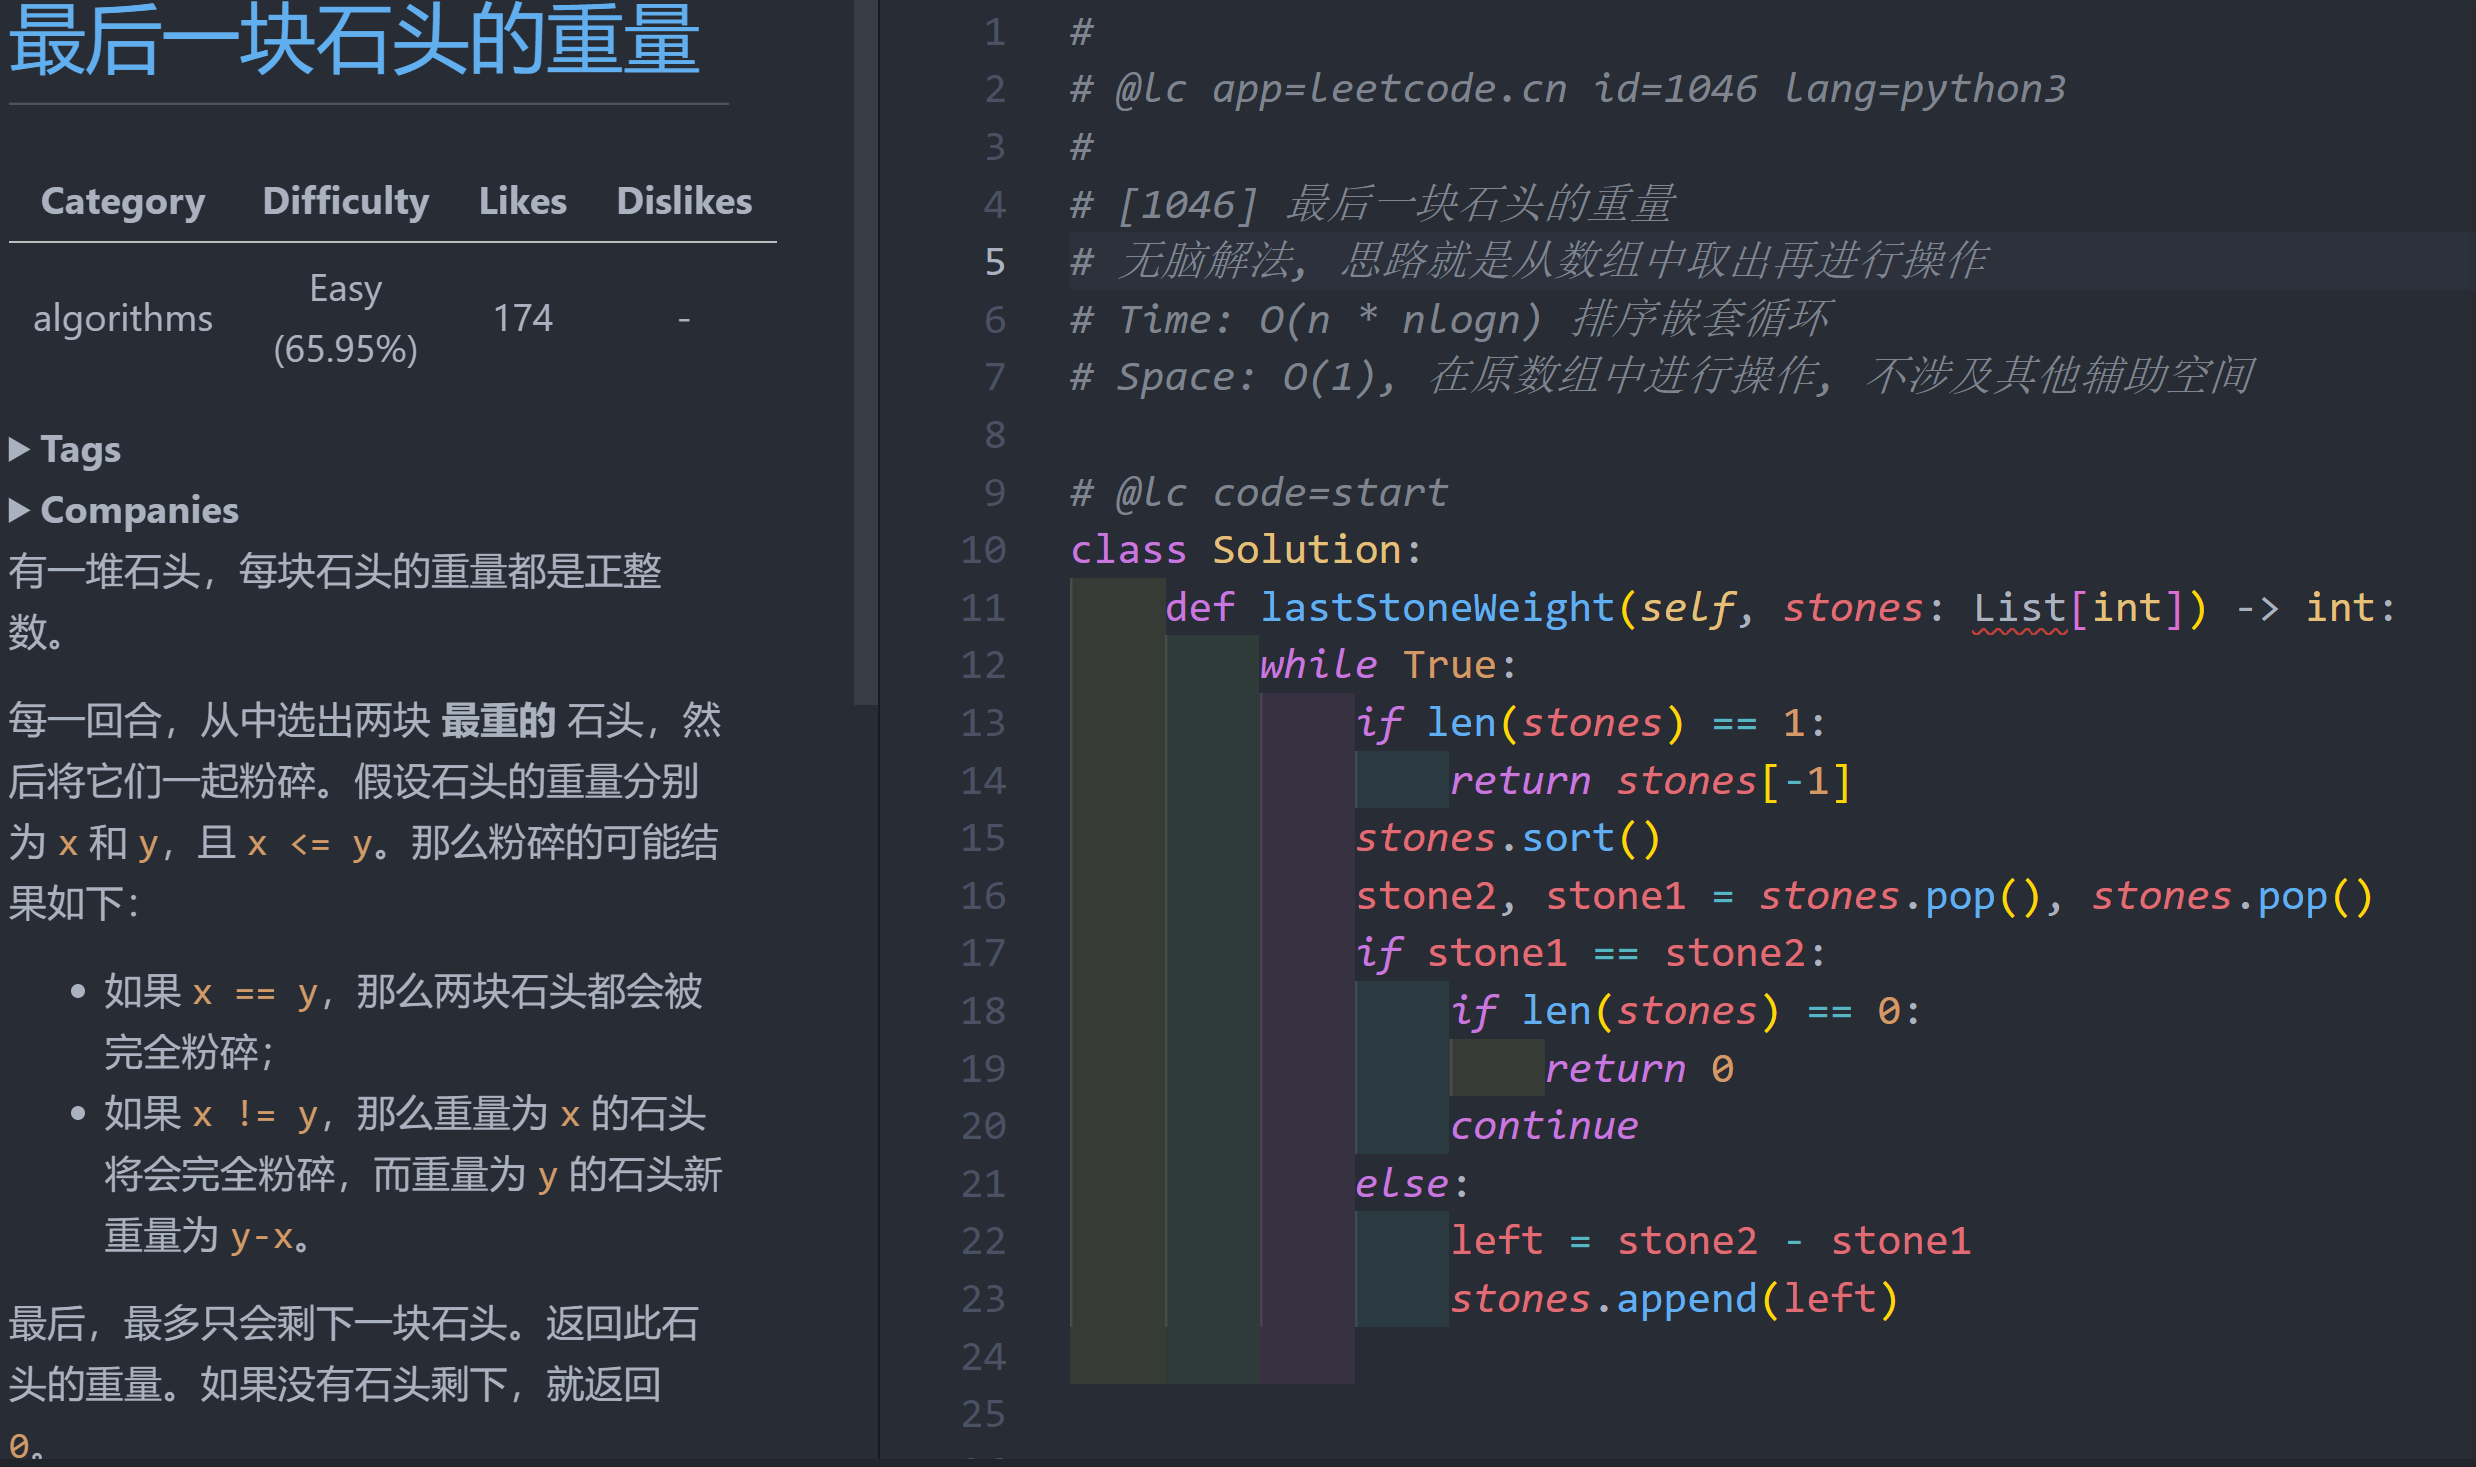 最后一块石头的重量
Category Difficulty Likes Dislikes
algorithms Easy (65.95%) 174 -
▶ Tags
▶ Companies
有一堆石头，每块石头的重量都是正整
数。
每一回合，从中选出两块 最重的 石头，然
后将它们一起粉碎。假设石头的重量分别
为 x 和 y，且 x <= y。那么粉碎的可能结
果如下：
• 如果 x == y，那么两块石头都会被
完全粉碎；
• 如果 x != y，那么重量为 x 的石头
将会完全粉碎，而重量为 y 的石头新
重量为 y-x。
最后，最多只会剩下一块石头。返回此石
头的重量。如果没有石头剩下，就返回
0。
1 #
2 # @lc app=leetcode.cn id=1046 lang=python3
3 #
4 # [1046] 最后一块石头的重量
5 # 无脑解法, 思路就是从数组中取出再进行操作
6 # Time: O(n * nlogn) 排序嵌套循环
7 # Space: O(1), 在原数组中进行操作, 不涉及其他辅助空间
8
9 # @lc code=start
10 class Solution:
11     def lastStoneWeight(self, stones: List[int]) -> int:
12         while True:
13             if len(stones) == 1:
14                 return stones[-1]
15             stones.sort()
16             stone2, stone1 = stones.pop(), stones.pop()
17             if stone1 == stone2:
18                 if len(stones) == 0:
19                     return 0
20                 continue
21             else:
22                 left = stone2 - stone1
23                 stones.append(left)
24
25